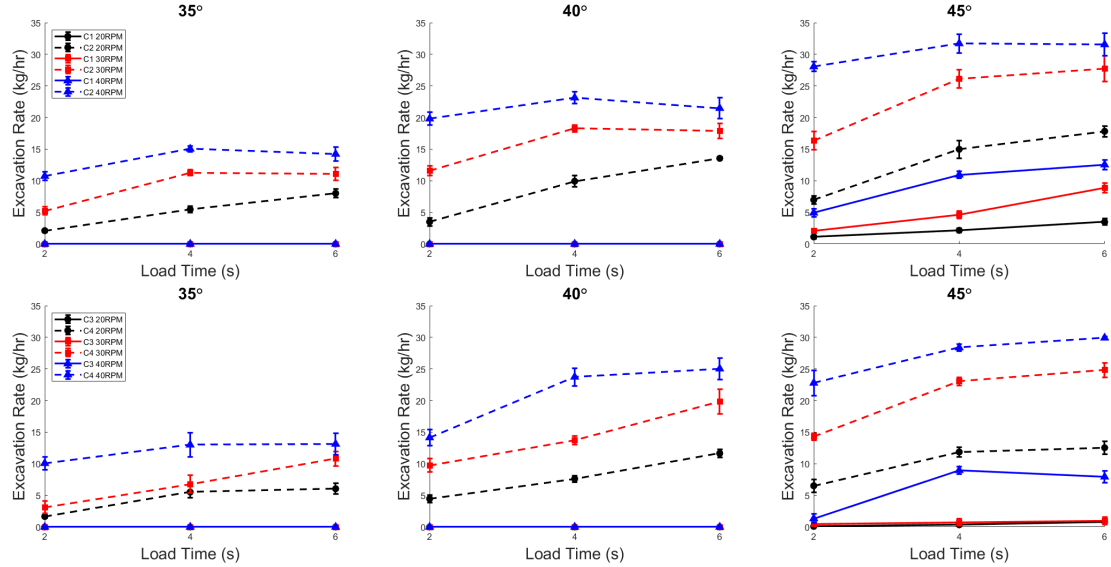 35°
Excavation Rate (kg/hr)
35
30
25
20
15
10
5
0
C1 20RPM
C2 20RPM
C1 30RPM
C2 30RPM
C1 40RPM
C2 40RPM
2 4 6
Load Time (s)
40°
Excavation Rate (kg/hr)
35
30
25
20
15
10
5
0
2 4 6
Load Time (s)
45°
Excavation Rate (kg/hr)
35
30
25
20
15
10
5
0
2 4 6
Load Time (s)
35°
Excavation Rate (kg/hr)
35
30
25
20
15
10
5
0
C3 20RPM
C4 20RPM
C3 30RPM
C4 30RPM
C3 40RPM
C4 40RPM
2 4 6
Load Time (s)
40°
Excavation Rate (kg/hr)
35
30
25
20
15
10
5
0
2 4 6
Load Time (s)
45°
Excavation Rate (kg/hr)
35
30
25
20
15
10
5
0
2 4 6
Load Time (s)